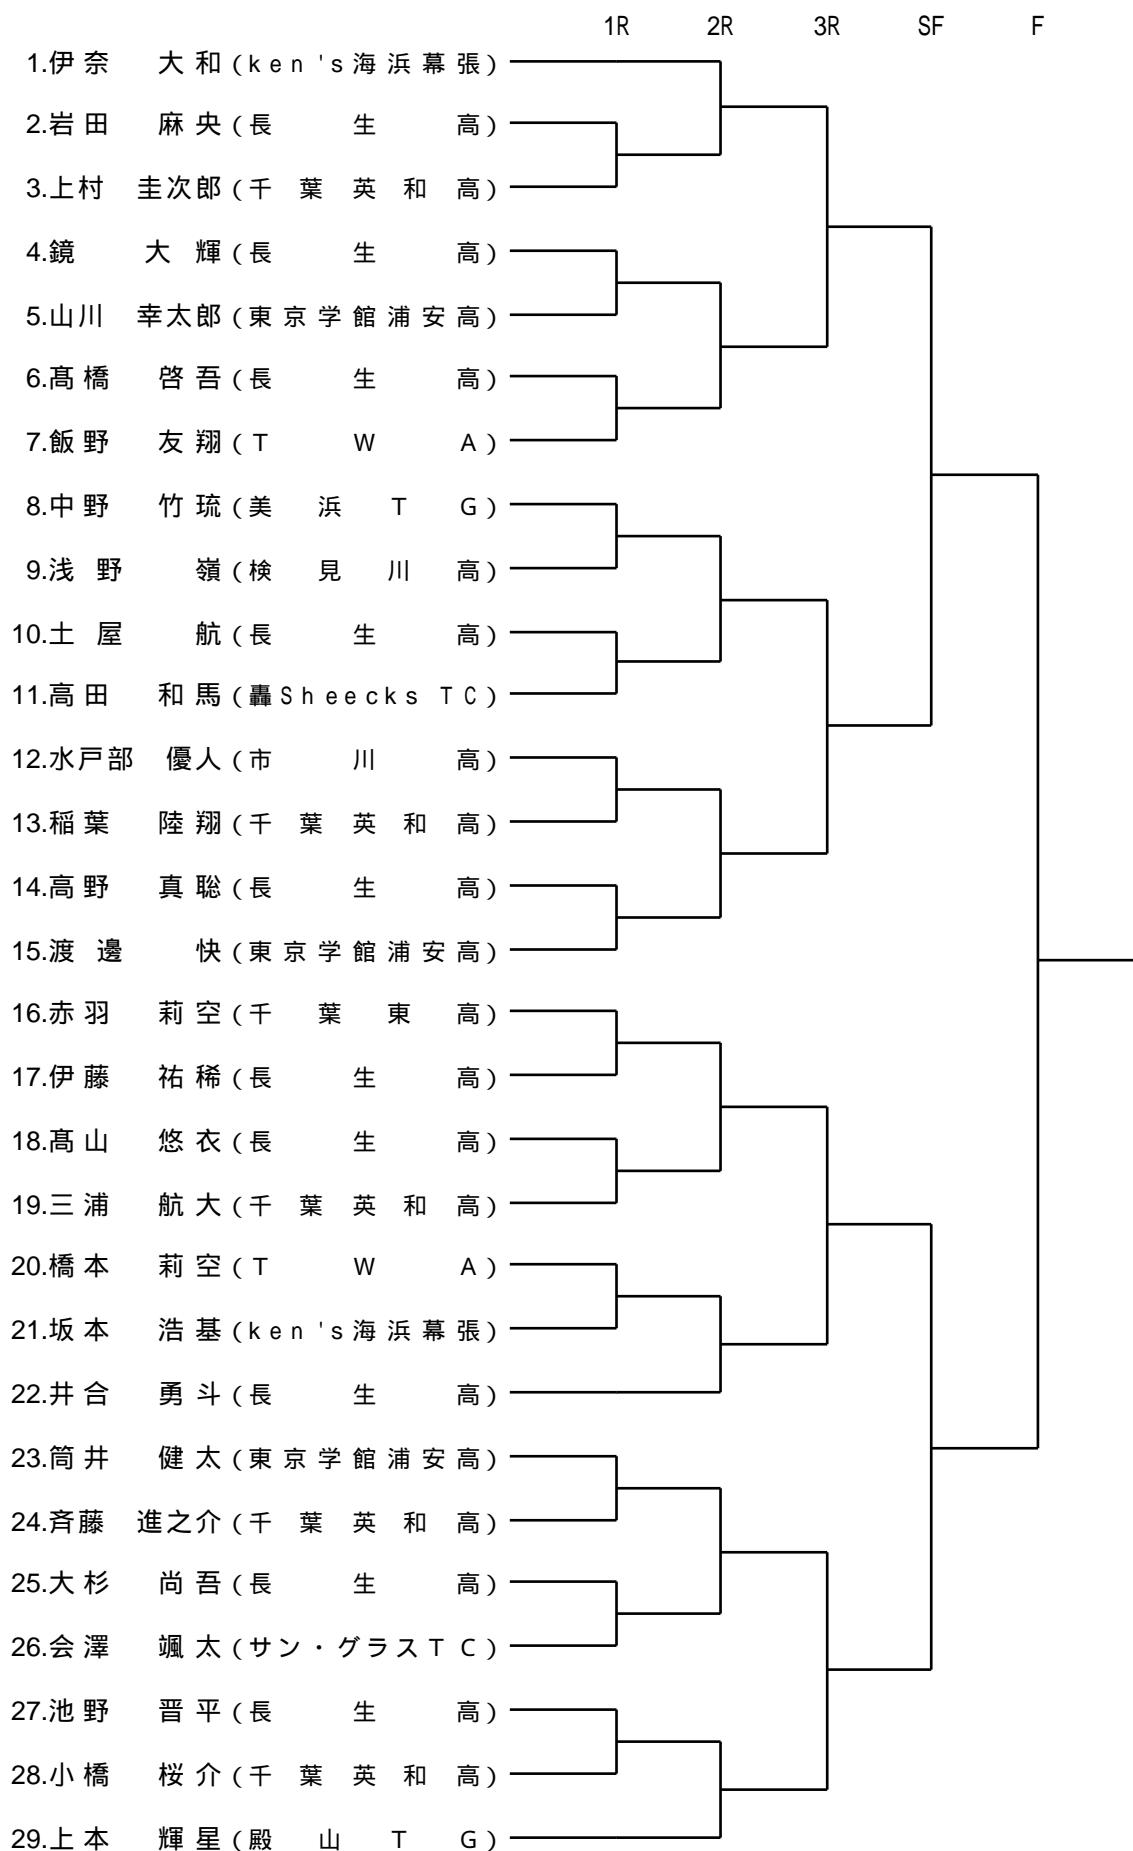 1R 2R 3R SF F
1.伊奈 大和(ken's海浜幕張)
2.岩田 麻央(長生高)
3.上村 圭次郎(千葉英和高)
4.鏡 大輝(長生高)
5.山川 幸太郎(東京学館浦安高)
6.髙橋 啓吾(長生高)
7.飯野 友翔(TWA)
8.中野 竹琉(美浜TG)
9.浅野 嶺(検見川高)
10.土屋 航(長生高)
11.高田 和馬(轟Sheecks TC)
12.水戸部 優人(市川高)
13.稲葉 陸翔(千葉英和高)
14.高野 真聡(長生高)
15.渡邊 快(東京学館浦安高)
16.赤羽 莉空(千葉東高)
17.伊藤 祐稀(長生高)
18.髙山 悠衣(長生高)
19.三浦 航大(千葉英和高)
20.橋本 莉空(TWA)
21.坂本 浩基(ken's海浜幕張)
22.井合 勇斗(長生高)
23.筒井 健太(東京学館浦安高)
24.斉藤 進之介(千葉英和高)
25.大杉 尚吾(長生高)
26.会澤 颯太(サン・グラスTC)
27.池野 晋平(長生高)
28.小橋 桜介(千葉英和高)
29.上本 輝星(殿山TG)